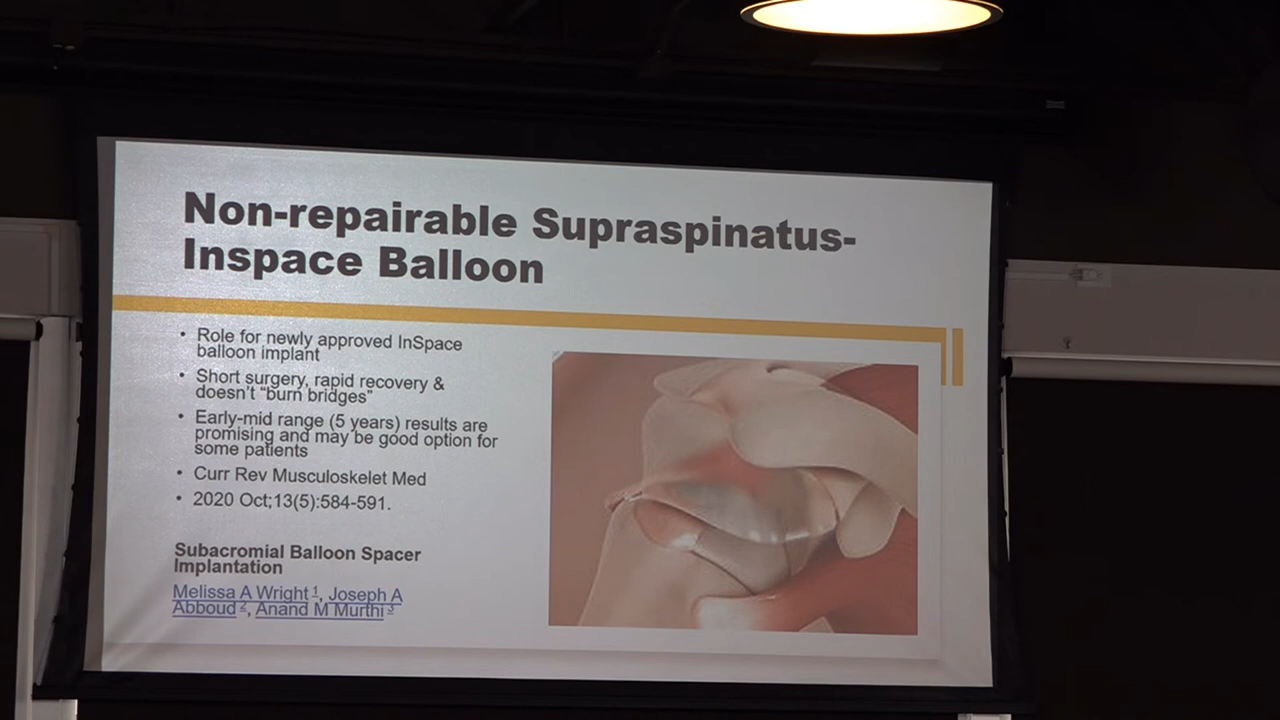 Non-repairable Supraspinatus-
Inspace Balloon
• Role for newly approved InSpace
balloon implant
• Short surgery, rapid recovery &
doesn't "burn bridges"
• Early-mid range (5 years) results are
promising and may be good option for
some patients
• Curr Rev Musculoskelet Med
• 2020 Oct;13(5):584-591.
Subacromial Balloon Spacer
Implantation
Melissa A Wright 1, Joseph A
Abboud 2, Anand M Murthi 3